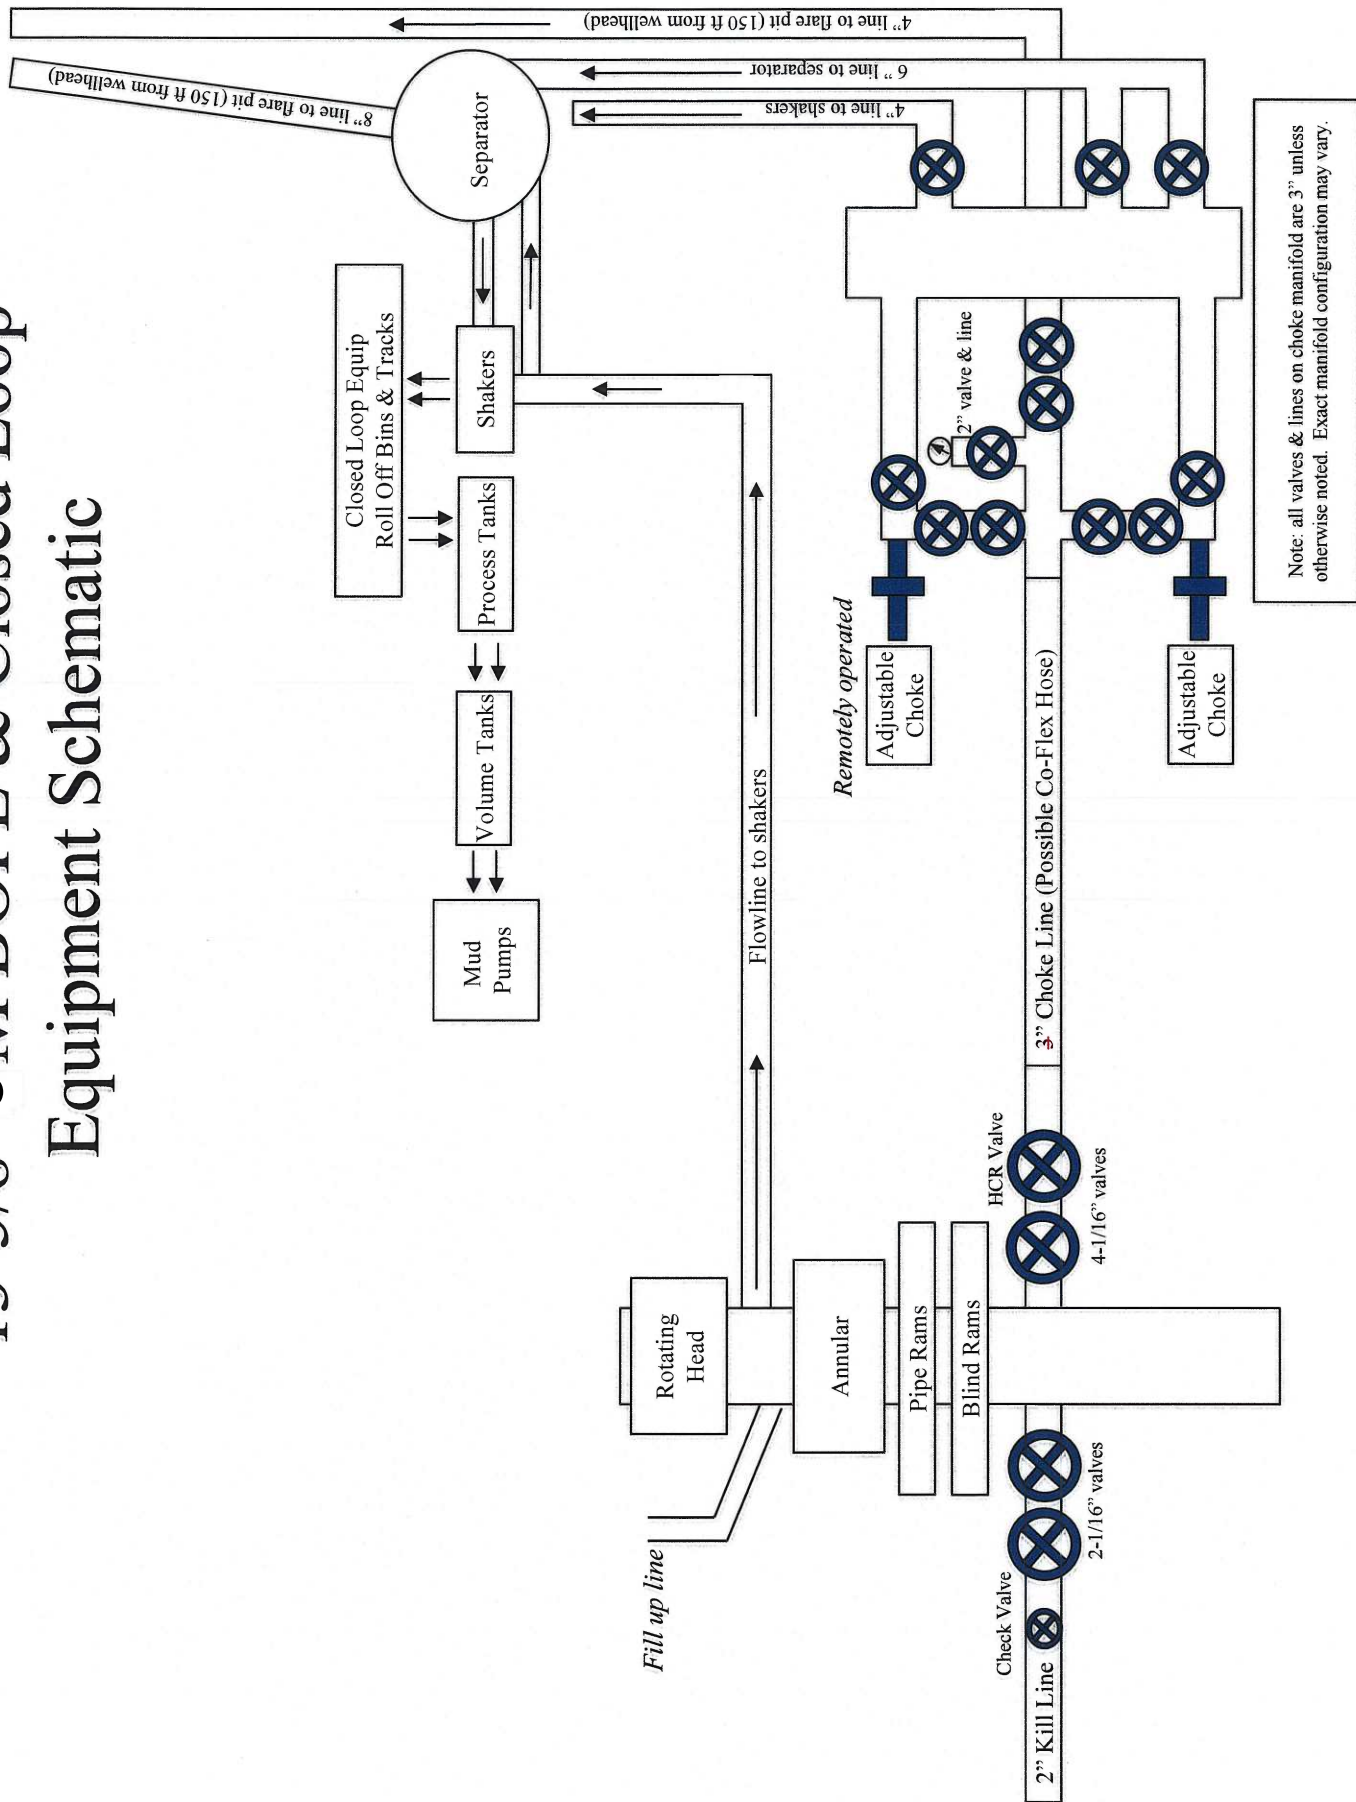 BOPE & Closed Loop
Equipment Schematic
4” line to flare pit (150 ft from wellhead)
8” line to flare pit (150 ft from wellhead)
6 “ line to separator
4” line to shakers
Separator
Closed Loop Equip
Roll Off Bins & Tracks
Shakers
Process Tanks
Volume Tanks
Mud
Pumps
Flowline to shakers
Rotating
Head
Fill up line
Annular
Pipe Rams
Blind Rams
Remotely operated
Adjustable
Choke
2” valve & line
HCR Valve
4-1/16” valves
3” Choke Line (Possible Co-Flex Hose)
Check Valve
2-1/16” valves
2” Kill Line
Adjustable
Choke
Note: all valves & lines on choke manifold are 3” unless
otherwise noted.  Exact manifold configuration may vary.